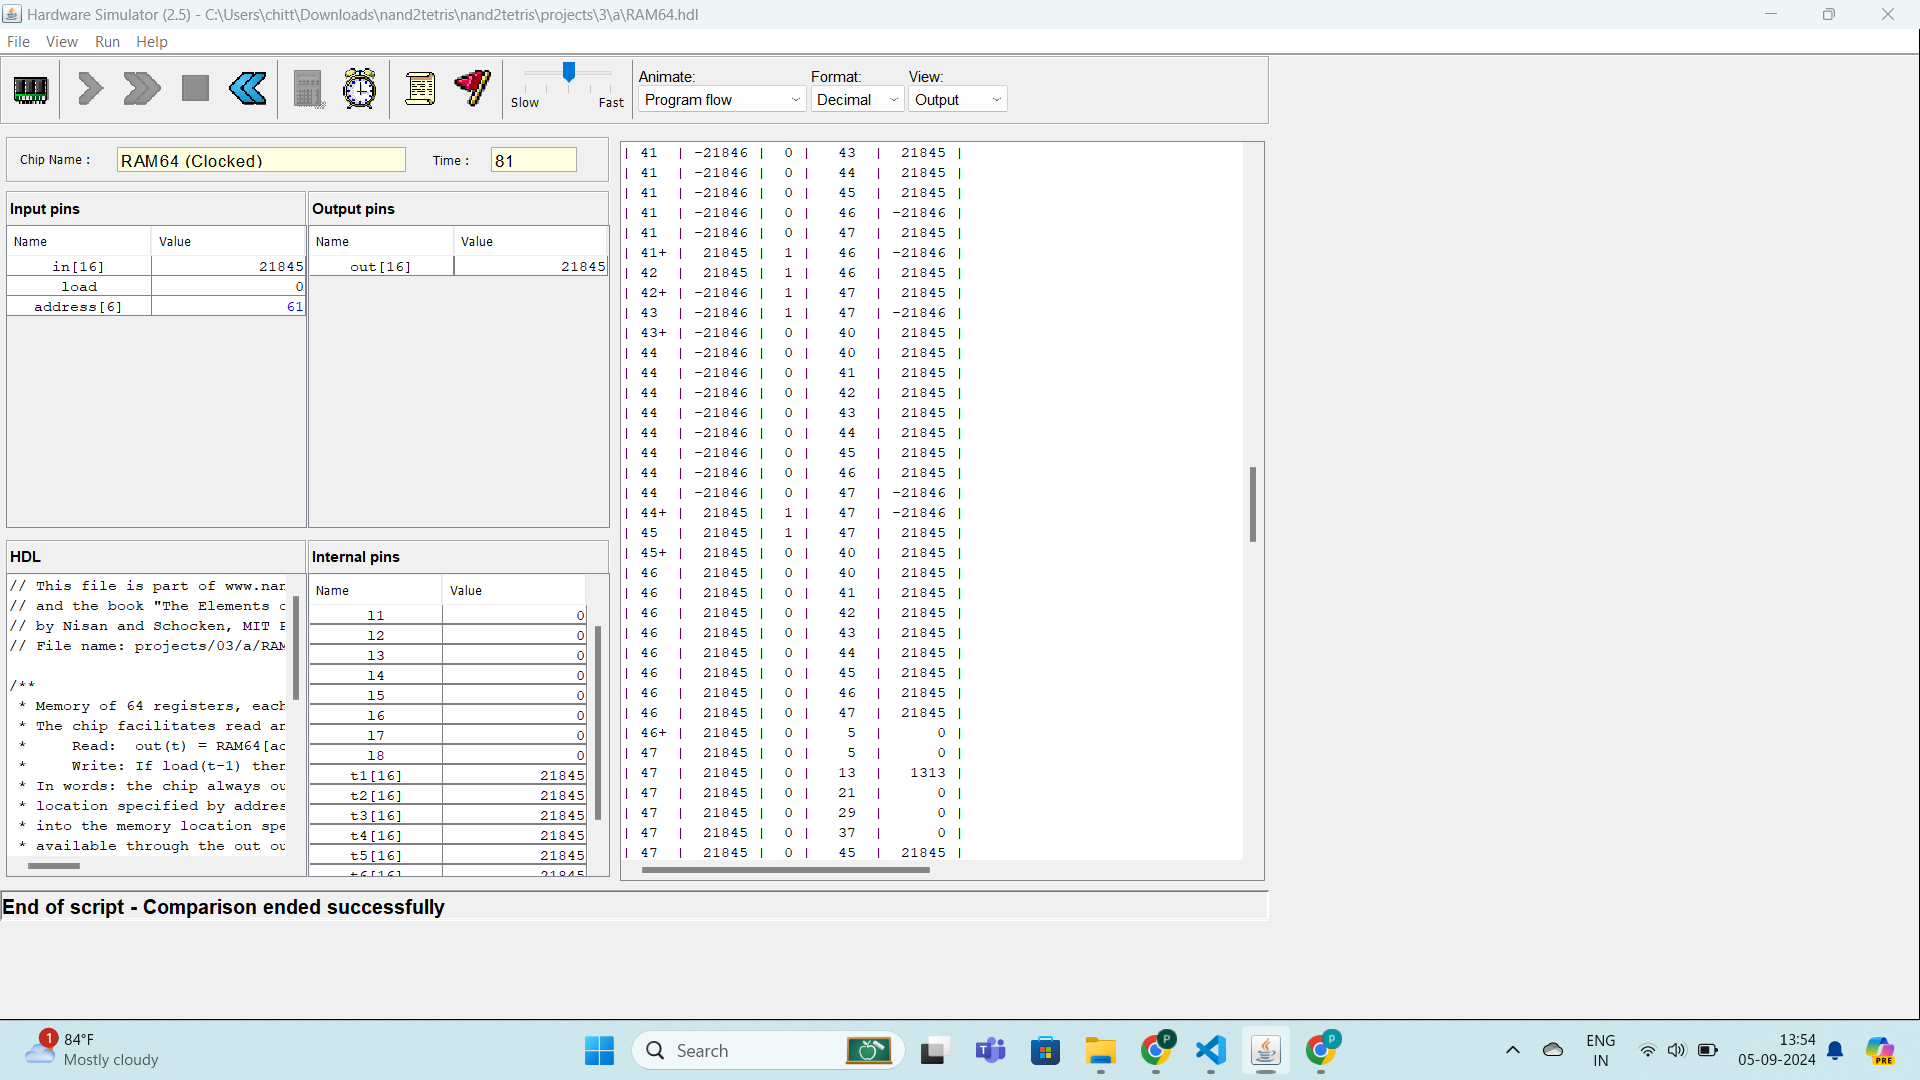 Hardware Simulator (2.5) - C:\Users\chitt\Downloads\nand2tetris\nand2tetris\projects\3\a\RAM64.hdl
File View Run Help
Slow Fast
Animate: Format: View:
Program flow Decimal Output
Chip Name : RAM64 (Clocked) Time : 81
Input pins
Name Value
in[16] 21845
load 0
address[6] 61
Output pins
Name Value
out[16] 21845
HDL
// This file is part of www.nan
// and the book "The Elements o
// by Nisan and Schocken, MIT P
// File name: projects/03/a/RAM
/**
* Memory of 64 registers, each
* The chip facilitates read an
* Read: out(t) = RAM64[ad
* Write: If load(t-1) then
* In words: the chip always ou
* location specified by addres
* into the memory location spe
* available through the out ou
Internal pins
Name Value
l1 0
l2 0
l3 0
l4 0
l5 0
l6 0
l7 0
l8 0
t1[16] 21845
t2[16] 21845
t3[16] 21845
t4[16] 21845
t5[16] 21845
t6[16] 21845
| 41 | -21846 | 0 | 43 | 21845 |
| 41 | -21846 | 0 | 44 | 21845 |
| 41 | -21846 | 0 | 45 | 21845 |
| 41 | -21846 | 0 | 46 | -21846 |
| 41 | -21846 | 0 | 47 | 21845 |
| 41+ | 21845 | 1 | 46 | -21846 |
| 42 | 21845 | 1 | 46 | 21845 |
| 42+ | -21846 | 1 | 47 | 21845 |
| 43 | -21846 | 1 | 47 | -21846 |
| 43+ | -21846 | 0 | 40 | 21845 |
| 44 | -21846 | 0 | 40 | 21845 |
| 44 | -21846 | 0 | 41 | 21845 |
| 44 | -21846 | 0 | 42 | 21845 |
| 44 | -21846 | 0 | 43 | 21845 |
| 44 | -21846 | 0 | 44 | 21845 |
| 44 | -21846 | 0 | 45 | 21845 |
| 44 | -21846 | 0 | 46 | 21845 |
| 44 | -21846 | 0 | 47 | -21846 |
| 44+ | 21845 | 1 | 47 | -21846 |
| 45 | 21845 | 1 | 47 | 21845 |
| 45+ | 21845 | 0 | 40 | 21845 |
| 46 | 21845 | 0 | 40 | 21845 |
| 46 | 21845 | 0 | 41 | 21845 |
| 46 | 21845 | 0 | 42 | 21845 |
| 46 | 21845 | 0 | 43 | 21845 |
| 46 | 21845 | 0 | 44 | 21845 |
| 46 | 21845 | 0 | 45 | 21845 |
| 46 | 21845 | 0 | 46 | 21845 |
| 46 | 21845 | 0 | 47 | 21845 |
| 46+ | 21845 | 0 | 5 | 0 |
| 47 | 21845 | 0 | 5 | 0 |
| 47 | 21845 | 0 | 13 | 1313 |
| 47 | 21845 | 0 | 21 | 0 |
| 47 | 21845 | 0 | 29 | 0 |
| 47 | 21845 | 0 | 37 | 0 |
| 47 | 21845 | 0 | 45 | 21845 |
End of script - Comparison ended successfully
1
84°F
Mostly cloudy
Search
P
P
ENG
IN
13:54
05-09-2024
PRE